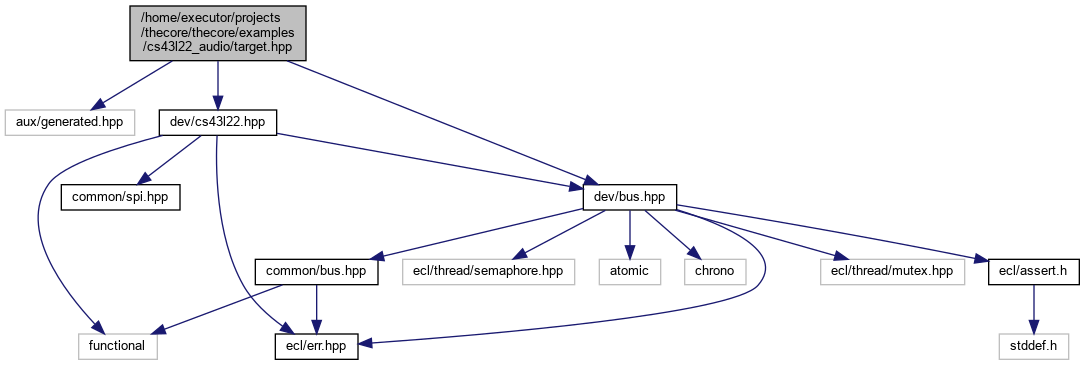 /home/executor/projects
/thecore/thecore/examples
/cs43l22_audio/target.hpp
aux/generated.hpp
dev/cs43l22.hpp
common/spi.hpp
dev/bus.hpp
common/bus.hpp
ecl/thread/semaphore.hpp
atomic
chrono
ecl/thread/mutex.hpp
ecl/assert.h
functional
ecl/err.hpp
stddef.h